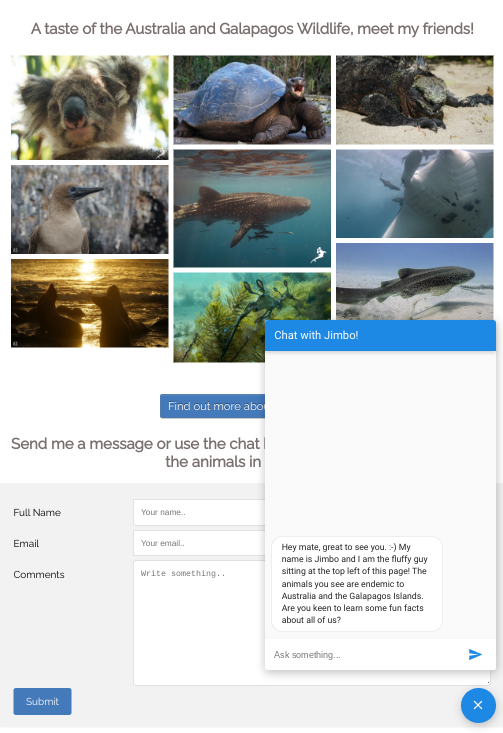 A taste of the Australia and Galapagos Wildlife, meet my friends!
Find out more abou
Send me a message or use the chat
the animals in
Chat with Jimbo!
Hey mate, great to see you. :-) My
name is Jimbo and I am the fluffy guy
sitting at the top left of this page! The
animals you see are endemic to
Australia and the Galapagos Islands.
Are you keen to learn some fun facts
about all of us?
Ask something...
Full Name
Your name..
Email
Your email..
Comments
Write something..
Submit